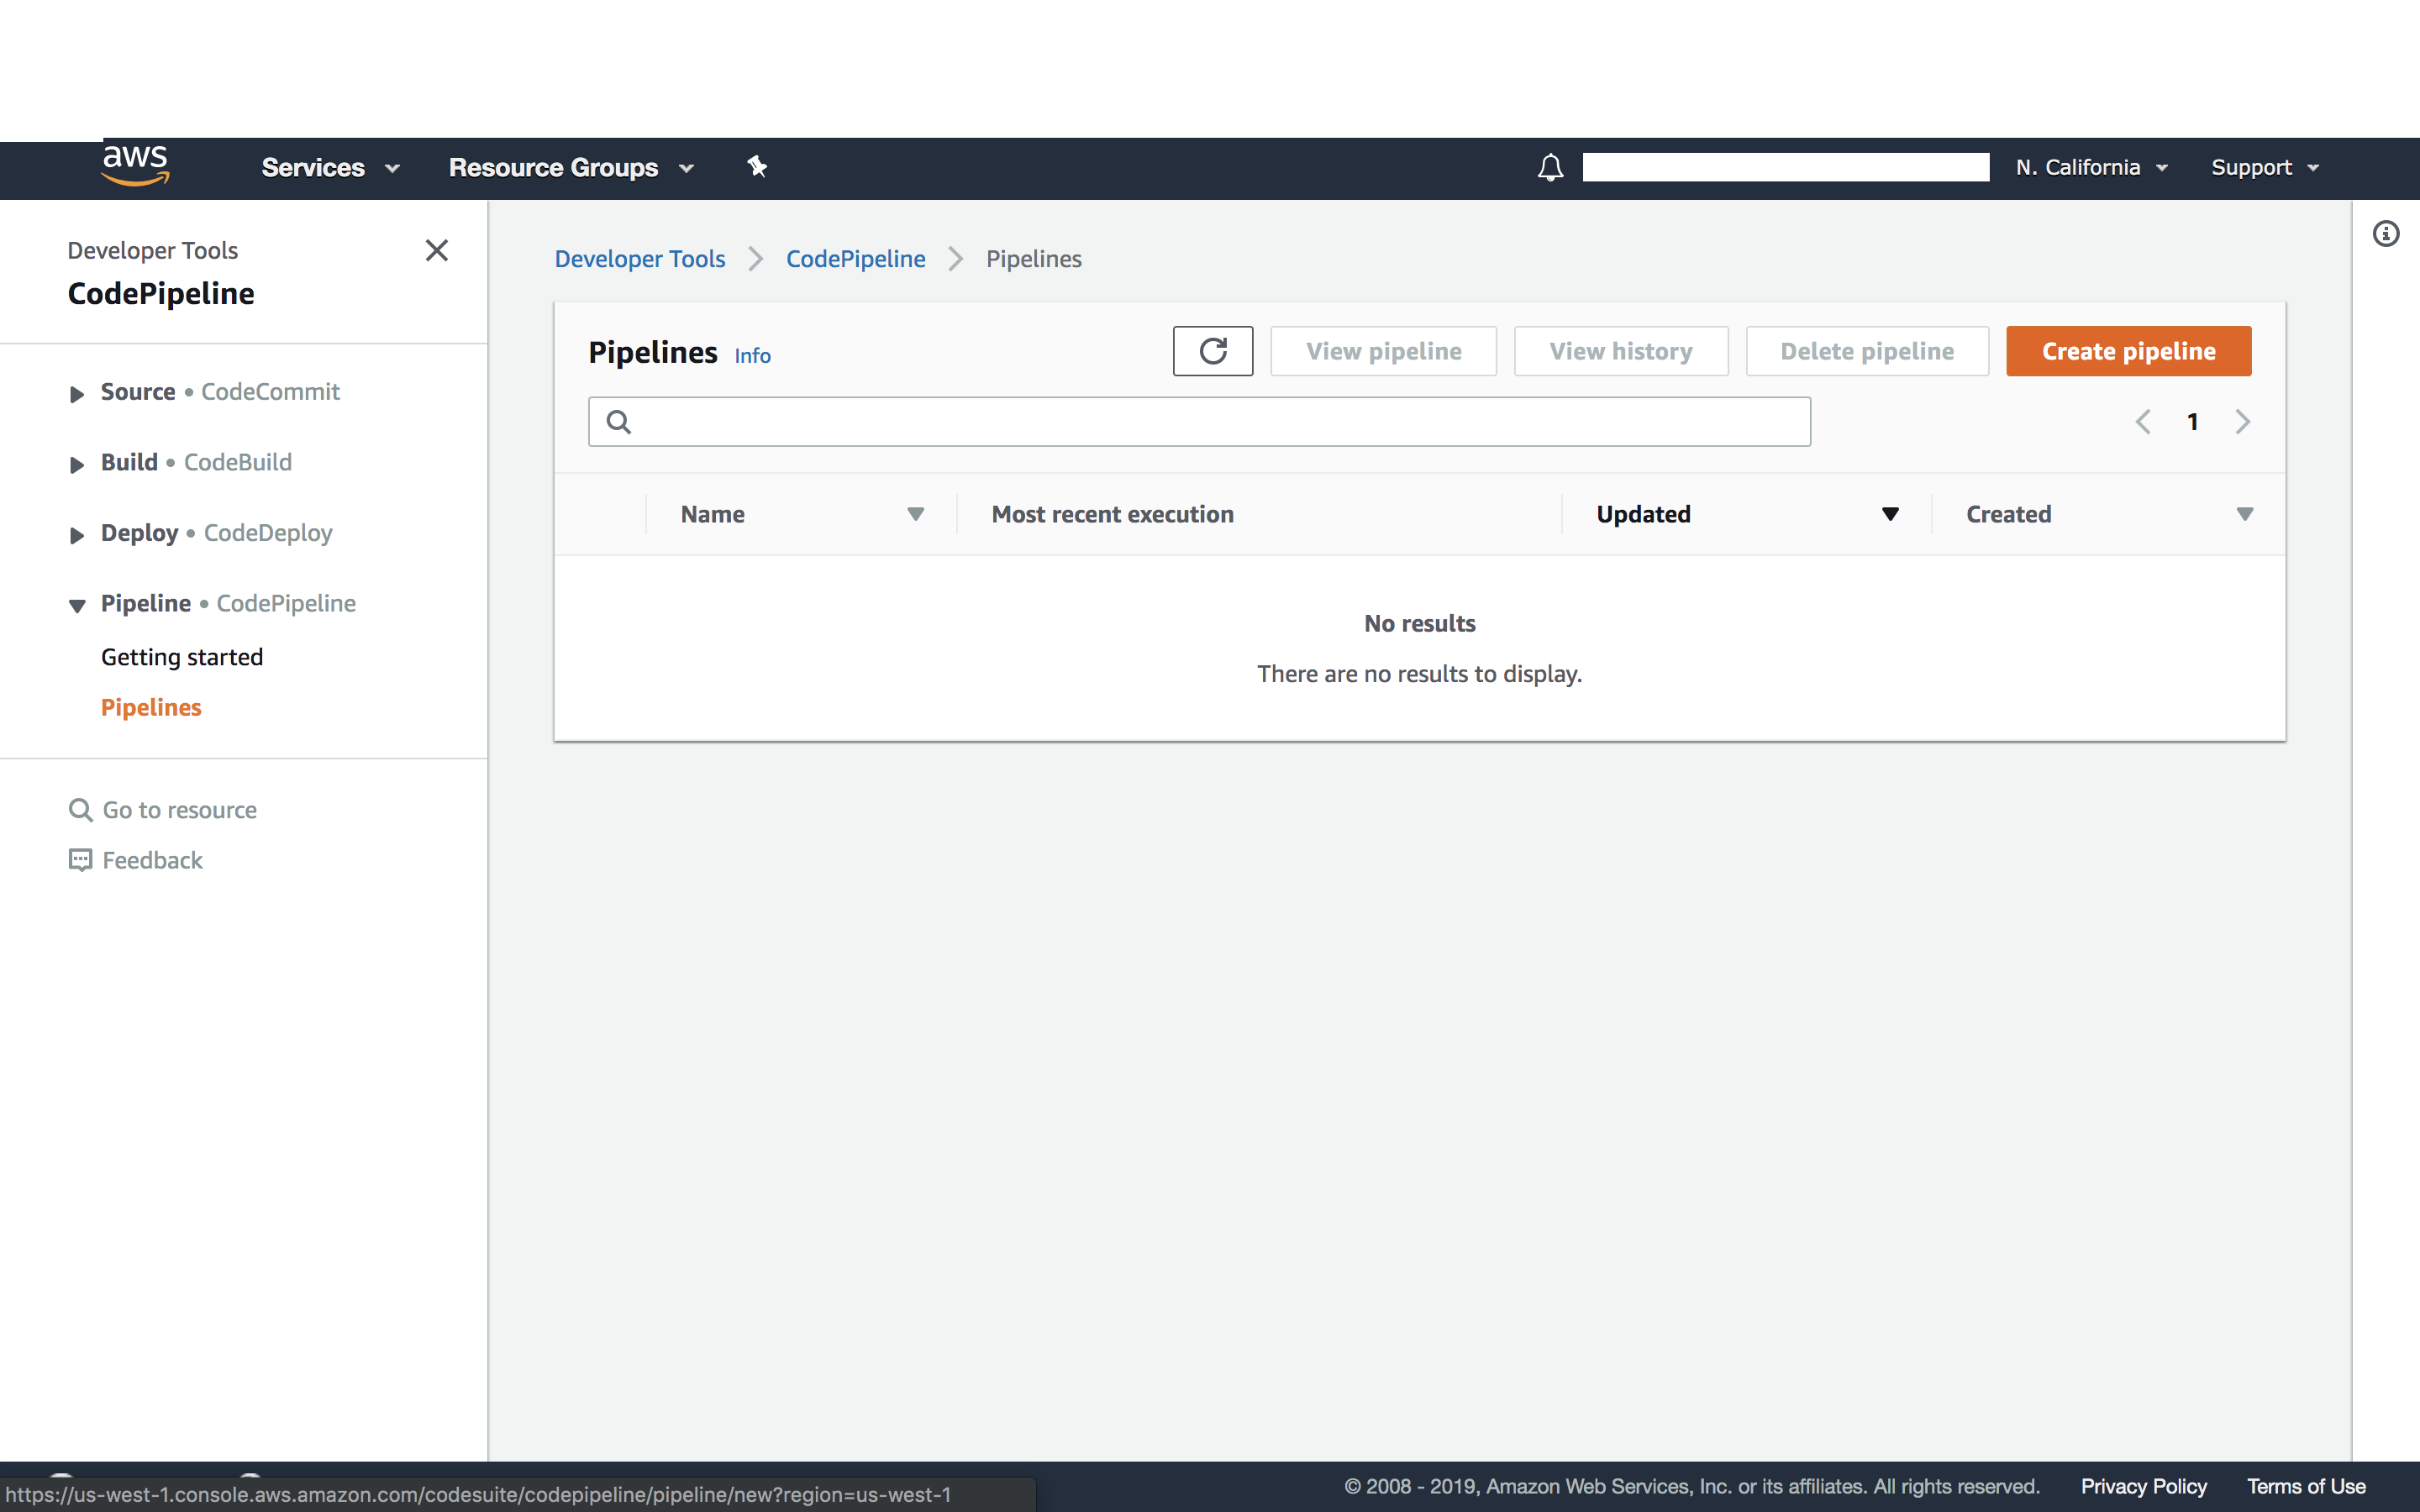 aws
Services
Resource Groups
N. California
Support
Developer Tools
CodePipeline
Source • CodeCommit
Build • CodeBuild
Deploy • CodeDeploy
Pipeline • CodePipeline
Getting started
Pipelines
Go to resource
Feedback
Developer Tools > CodePipeline > Pipelines
Pipelines Info
View pipeline
View history
Delete pipeline
Create pipeline
1
Name
Most recent execution
Updated
Created
No results
There are no results to display.
https://us-west-1.console.aws.amazon.com/codesuite/codepipeline/pipeline/new?region=us-west-1
© 2008 - 2019, Amazon Web Services, Inc. or its affiliates. All rights reserved.
Privacy Policy
Terms of Use